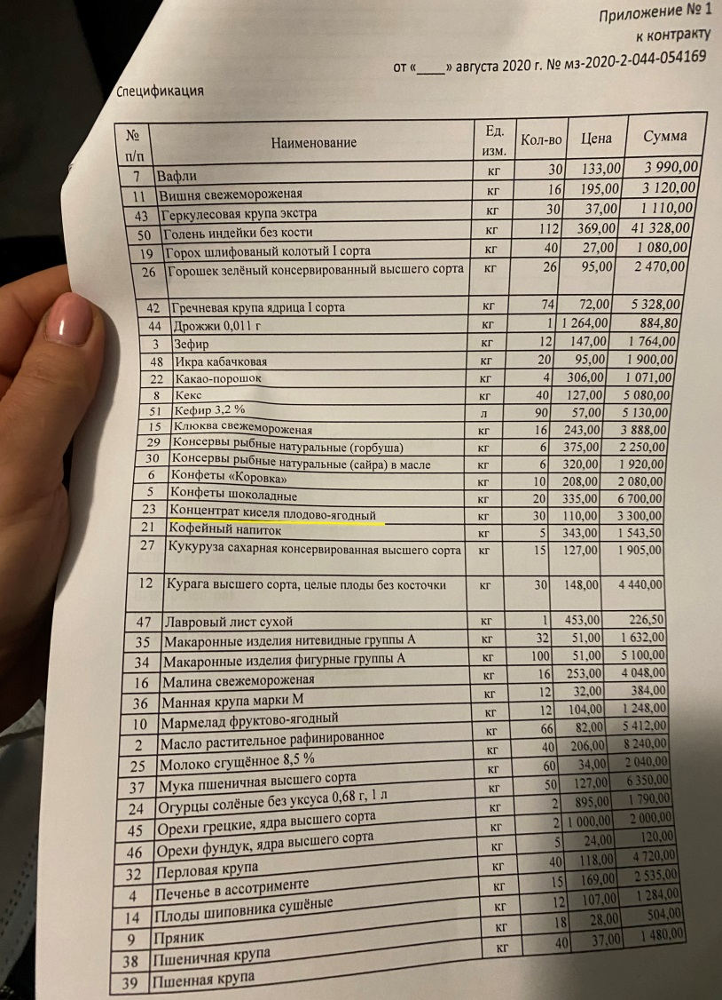 Приложение № 1
к контракту
от «____» августа 2020 г. № мз-2020-2-044-054169
Спецификация
№ п/п Наименование Ед. изм. Кол-во Цена Сумма
7 Вафли кг 30 133,00 3 990,00
11 Вишня свежемороженая кг 16 195,00 3 120,00
43 Геркулесовая крупа экстра кг 30 37,00 1 110,00
50 Голень индейки без кости кг 112 369,00 41 328,00
19 Горох шлифованый колотый I сорта кг 40 27,00 1 080,00
26 Горошек зелёный консервированный высшего сорта кг 26 95,00 2 470,00
42 Гречневая крупа ядрица I сорта кг 74 72,00 5 328,00
44 Дрожжи 0,011 г кг 1 1 264,00 884,80
3 Зефир кг 12 147,00 1 764,00
48 Икра кабачковая кг 20 95,00 1 900,00
22 Какао-порошок кг 4 306,00 1 071,00
8 Кекс кг 40 127,00 5 080,00
51 Кефир 3,2 % л 90 57,00 5 130,00
15 Клюква свежемороженая кг 16 243,00 3 888,00
29 Консервы рыбные натуральные (горбуша) кг 6 375,00 2 250,00
30 Консервы рыбные натуральные (сайра) в масле кг 6 320,00 1 920,00
6 Конфеты «Коровка» кг 10 208,00 2 080,00
5 Конфеты шоколадные кг 20 335,00 6 700,00
23 Концентрат киселя плодово-ягодный кг 30 110,00 3 300,00
21 Кофейный напиток кг 5 343,00 1 543,50
27 Кукуруза сахарная консервированная высшего сорта кг 15 127,00 1 905,00
12 Курага высшего сорта, целые плоды без косточки кг 30 148,00 4 440,00
47 Лавровый лист сухой кг 1 453,00 226,50
35 Макаронные изделия нитевидные группы А кг 32 51,00 1 632,00
34 Макаронные изделия фигурные группы А кг 100 51,00 5 100,00
16 Малина свежемороженая кг 16 253,00 4 048,00
36 Манная крупа марки М кг 12 32,00 384,00
10 Мармелад фруктово-ягодный кг 12 104,00 1 248,00
2 Масло растительное рафинированное кг 66 82,00 5 412,00
25 Молоко сгущённое 8,5 % кг 40 206,00 8 240,00
37 Мука пшеничная высшего сорта кг 60 34,00 2 040,00
24 Огурцы солёные без уксуса 0,68 г, 1 л кг 50 127,00 6 350,00
45 Орехи грецкие, ядра высшего сорта кг 2 895,00 1 790,00
46 Орехи фундук, ядра высшего сорта кг 2 1 000,00 2 000,00
32 Перловая крупа кг 5 24,00 120,00
4 Печенье в ассортименте кг 40 118,00 4 720,00
14 Плоды шиповника сушёные кг 15 169,00 2 535,00
9 Пряник кг 12 107,00 1 284,00
38 Пшеничная крупа кг 18 28,00 504,00
39 Пшенная крупа кг 40 37,00 1 480,00